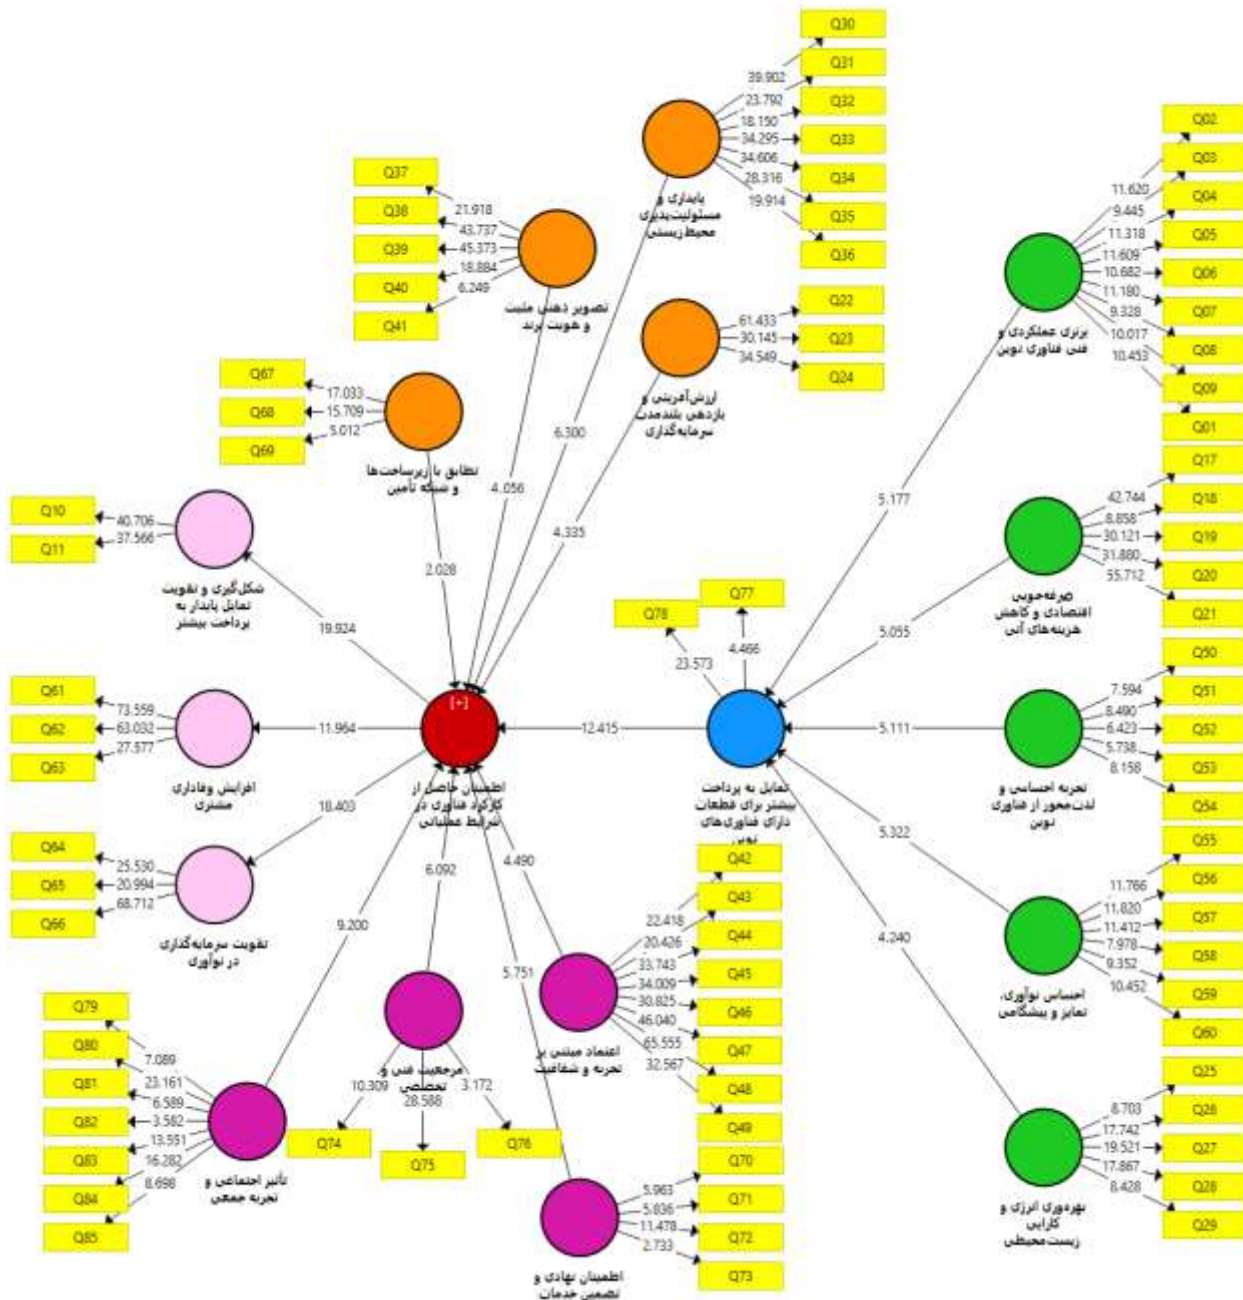 Q30
Q31
Q32
Q33
Q34
Q35
Q36
39.902
23.792
18.150
34.295
34.606
28.316
19.914
پایداری و
مسئولیت‌پذیری
محیط‌زیستی
Q37
Q38
Q39
Q40
Q41
21.918
43.737
45.373
18.884
6.249
تصویر ذهنی مثبت
و هویت برند
Q22
Q23
Q24
61.433
30.145
34.549
ارزش‌آفرینی و
بازدهی بلندمدت
سرمایه‌گذاری
Q67
Q68
Q69
17.033
15.709
5.012
تطابق با زیرساخت‌ها
و شبکه تأمین
Q02
Q03
Q04
Q05
Q06
Q07
Q08
Q09
Q01
11.620
9.445
11.318
11.609
10.682
11.180
9.328
10.017
10.453
برتری عملکردی و
فنی فناوری نوین
Q10
Q11
40.706
37.566
شکل‌گیری و تقویت
تمایل پایدار به
پرداخت بیشتر
Q17
Q18
Q19
Q20
Q21
42.744
8.858
30.121
31.880
55.712
صرفه‌جویی
اقتصادی و کاهش
هزینه‌های آتی
6.300
4.056
4.335
2.028
5.177
5.055
19.924
Q77
Q78
4.466
23.573
Q61
Q62
Q63
73.559
63.032
27.577
افزایش وفاداری
مشتری
11.964
[+]
اطمینان حاصل از
کارکرد فناوری در
شرایط عملیاتی
12.415
تمایل به پرداخت
بیشتر برای قطعات
دارای فناوری‌های
نوین
5.111
Q50
Q51
Q52
Q53
Q54
7.594
8.490
6.423
5.738
8.158
تجربه احساسی و
لذت‌محور از فناوری
نوین
Q64
Q65
Q66
25.530
20.994
68.712
تقویت سرمایه‌گذاری
در نوآوری
18.403
9.200
6.092
4.490
5.751
5.322
4.240
Q55
Q56
Q57
Q58
Q59
Q60
11.766
11.820
11.412
7.978
9.352
10.452
احساس نوآوری،
تمایز و پیشگامی
Q42
Q43
Q44
Q45
Q46
Q47
Q48
Q49
22.418
20.426
33.743
34.009
30.825
46.040
65.555
32.567
اعتماد مبتنی بر
تجربه و شفافیت
مرجعیت فنی و
تخصصی
10.309
28.588
3.172
Q74
Q75
Q76
Q79
Q80
Q81
Q82
Q83
Q84
Q85
7.089
23.161
6.589
3.582
13.551
16.282
8.698
تأثیر اجتماعی و
تجربه جمعی
Q70
Q71
Q72
Q73
5.963
5.836
11.478
2.733
اطمینان نهادی و
تضمین خدمات
Q25
Q26
Q27
Q28
Q29
8.703
17.742
19.521
17.867
8.428
بهره‌وری انرژی و
کارایی
زیست‌محیطی